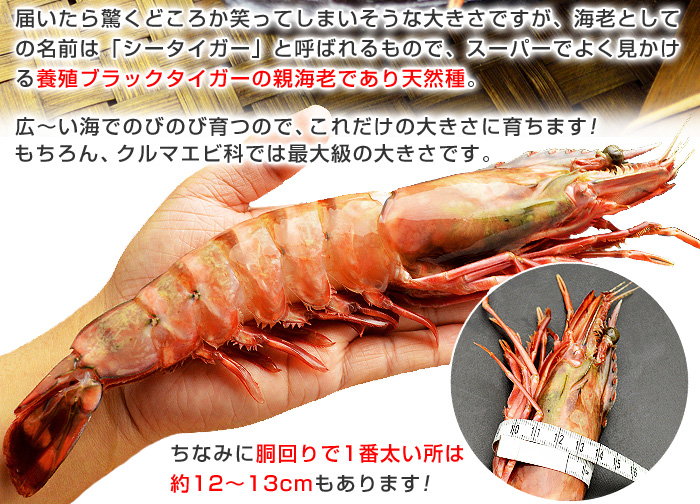 届いたら驚くどころか笑ってしまいそうな大きさですが、海老として
の名前は「シータイガー」と呼ばれるもので、スーパーでよく見かけ
る養殖ブラックタイガーの親海老であり天然種。
広〜い海でのびのび育つので、これだけの大きさに育ちます!
もちろん、クルマエビ科では最大級の大きさです。
ちなみに胴回りで1番太い所は
約12〜13cmもあります!